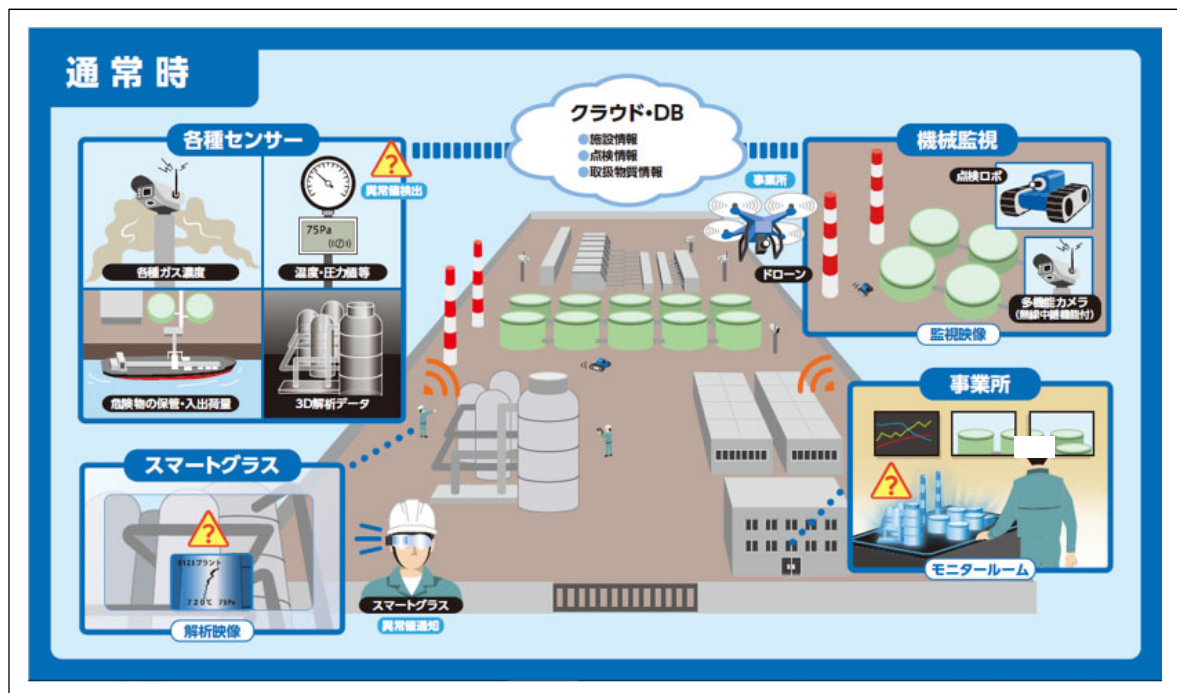 通常時
各種センサー
異常値検出
75Pa
各種ガス濃度
温度・圧力値等
危険物の保管・入出荷量
3D解析データ
クラウド・DB
●施設情報
●点検情報
●取扱物質情報
事業所
ドローン
機械監視
点検ロボ
多機能カメラ
(無線中継機能付)
監視映像
スマートグラス
プラント
720℃ 75Pa
解析映像
スマートグラス
異常値通知
事業所
モニタールーム